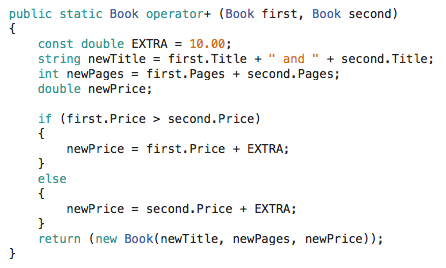 public static Book operator+ (Book first, Book second)
{
    const double EXTRA = 10.00;
    string newTitle = first.Title + " and " + second.Title;
    int newPages = first.Pages + second.Pages;
    double newPrice;

    if (first.Price > second.Price)
    {
        newPrice = first.Price + EXTRA;
    }
    else
    {
        newPrice = second.Price + EXTRA;
    }
    return (new Book(newTitle, newPages, newPrice));
}